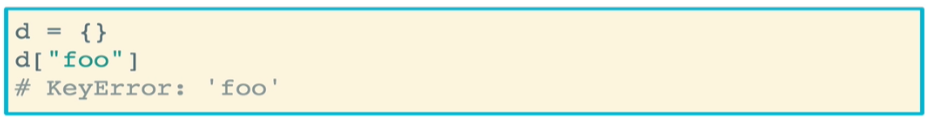 d = {}
d["foo"]
# KeyError: 'foo'